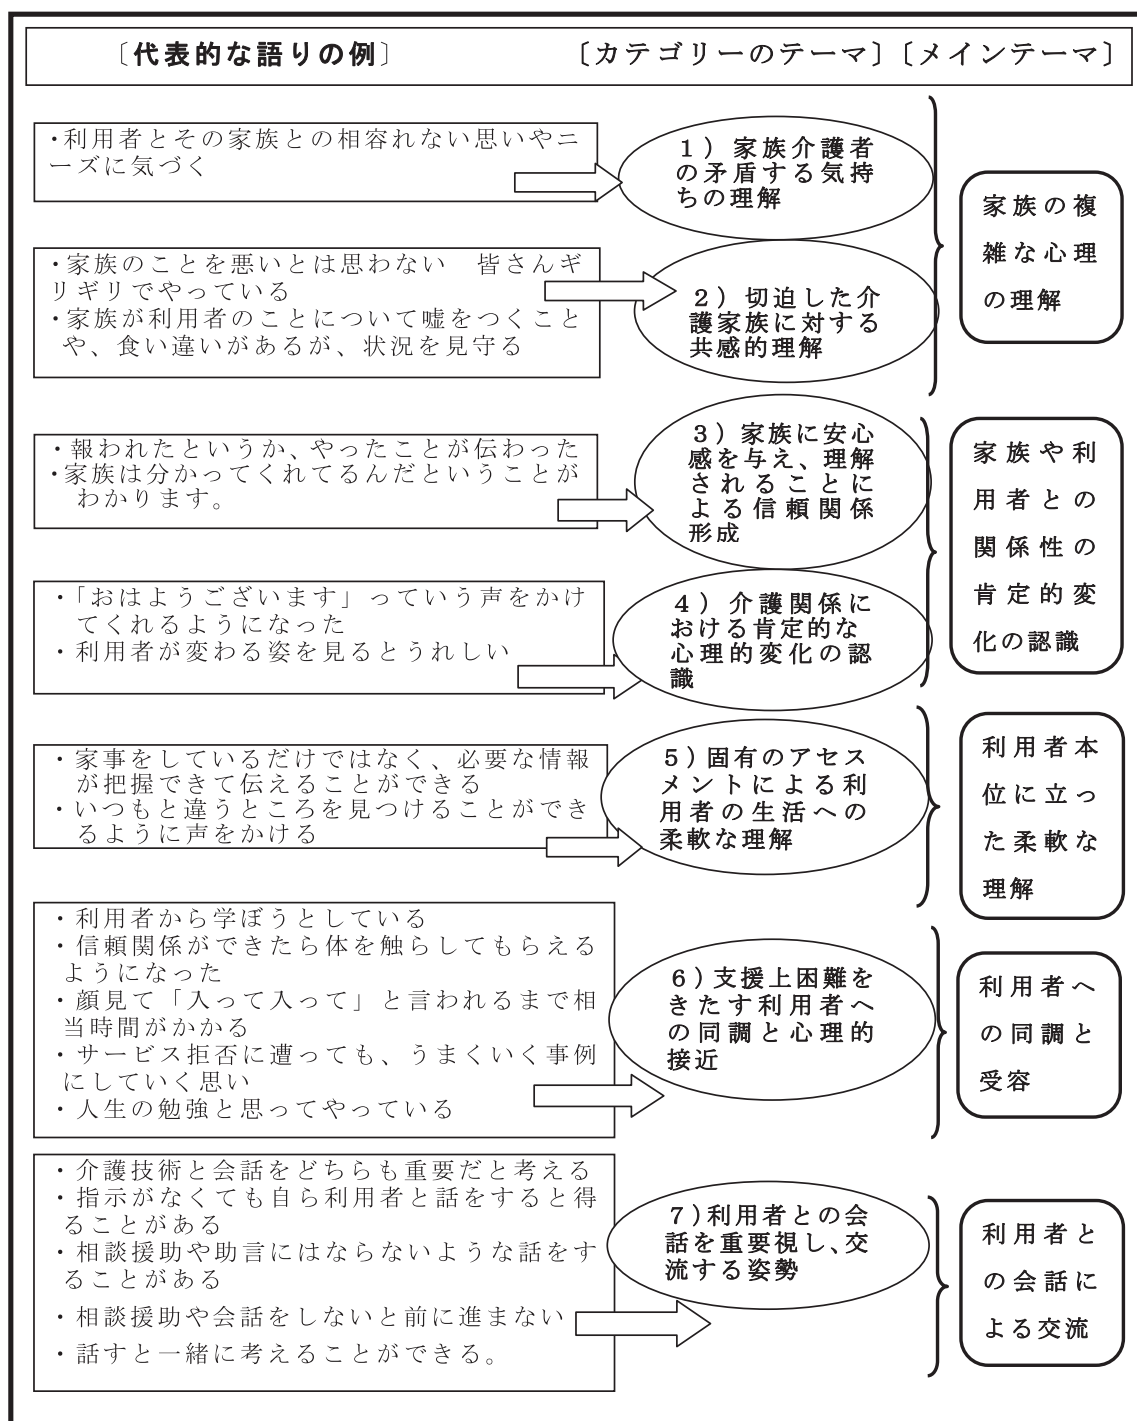 〔代表的な語りの例〕
〔カテゴリーのテーマ〕〔メインテーマ〕
・利用者とその家族との相容れない思いやニ
ーズに気づく
1）家族介護者
の矛盾する気持
ちの理解
・家族のことを悪いとは思わない　皆さんギ
リギリでやっている
・家族が利用者のことについて嘘をつくこと
や、食い違いがあるが、状況を見守る
2）切迫した介
護家族に対する
共感的理解
家族の複
雑な心理
の理解
・報われたというか、やったことが伝わった
・家族は分かってくれてるんだということが
わかります。
3）家族に安心
感を与え、理解
されることに
よる信頼関係
形成
・「おはようございます」っていう声をかけ
てくれるようになった
・利用者が変わる姿を見るとうれしい
4）介護関係に
おける肯定的な
心理的変化の認
識
家族や利
用者との
関係性の
肯定的変
化の認識
・家事をしているだけではなく、必要な情報
が把握できて伝えることができる
・いつもと違うところを見つけることができ
るように声をかける
5）固有のアセス
メントによる利
用者の生活への
柔軟な理解
利用者本
位に立っ
た柔軟な
理解
・利用者から学ぼうとしている
・信頼関係ができたら体を触らしてもらえる
ようになった
・顔見て「入って入って」と言われるまで相
当時間がかかる
・サービス拒否に遭っても、うまくいく事例
にしていく思い
・人生の勉強と思ってやっている
6）支援上困難を
きたす利用者へ
の同調と心理的
接近
利用者へ
の同調と
受容
・介護技術と会話をどちらも重要だと考える
・指示がなくても自ら利用者と話をすると得
ることがある
・相談援助や助言にはならないような話をす
ることがある
・相談援助や会話をしないと前に進まない
・話すと一緒に考えることができる。
7）利用者との会
話を重要視し、交
流する姿勢
利用者と
の会話に
よる交流